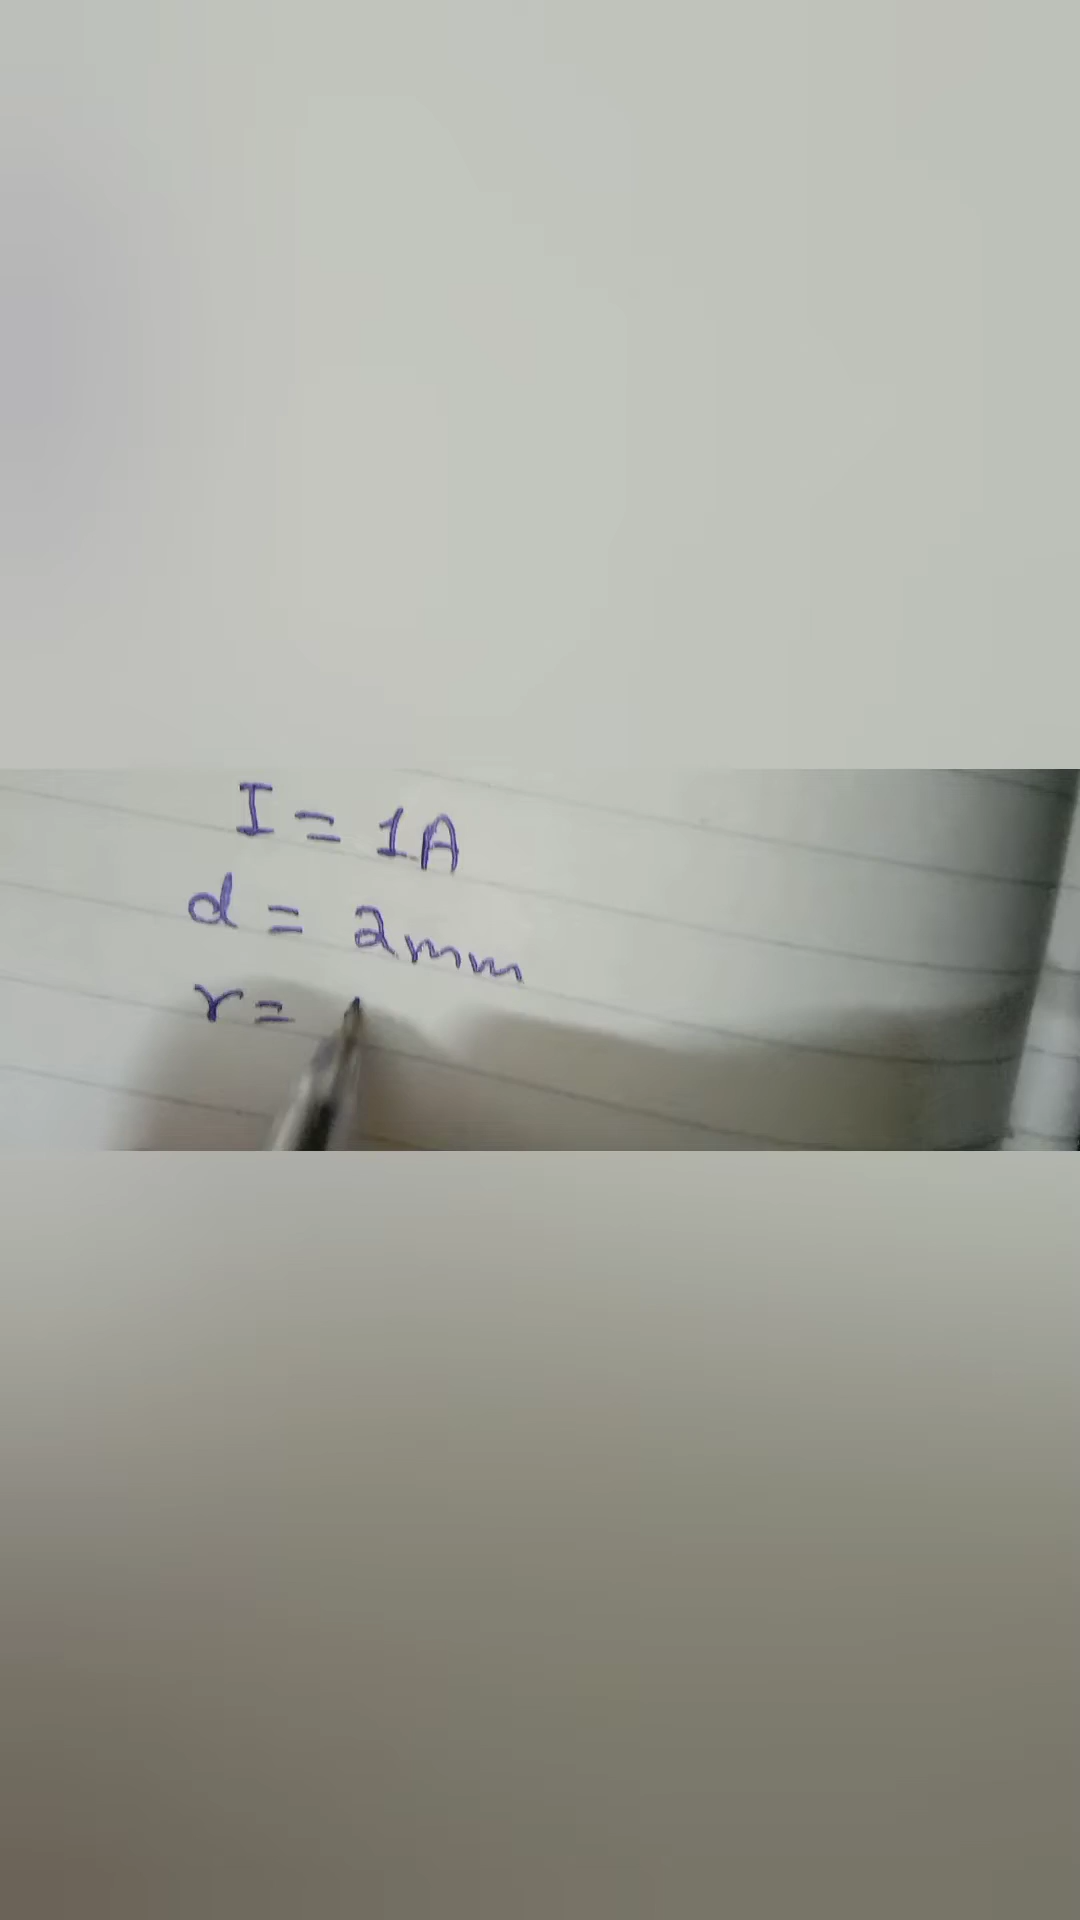 I = 1A
d = 2mm
r =